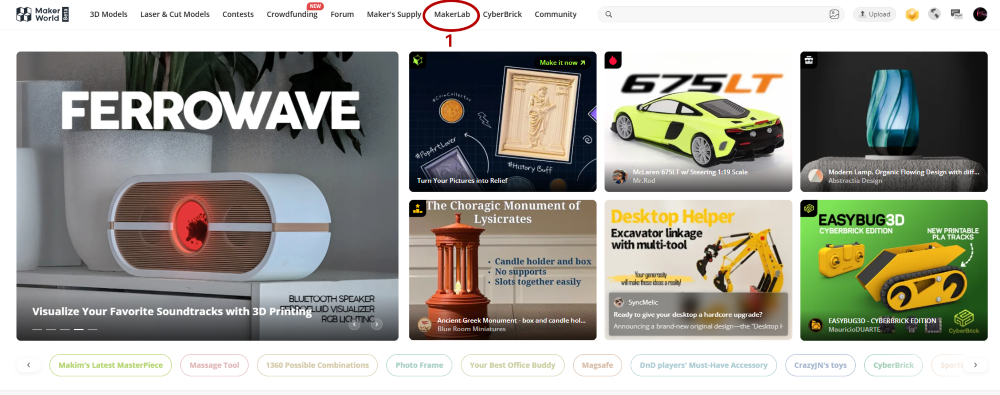 Maker
World
Beta
3D Models
Laser & Cut Models
Contests
Crowdfunding
NEW
Forum
Maker's Supply
MakerLab
CyberBrick
Community
Upload
1
FERROWAVE
BLUETOOTH SPEAKER
FERROFLUID VISUALIZER
RGB LIGHTING
Visualize Your Favorite Soundtracks with 3D Printing
Make it now
#CoinCollector
#PopArtLover
#History Buff
Turn Your Pictures into Relief
675LT
McLaren 675LT w/ Steering 1:19 Scale
Mr.Rod
Modern Lamp. Organic Flowing Design with diff...
Abstractia Design
The Choragic Monument of
Lysicrates
• Candle holder and box
• No supports
• Slots together easily
Ancient Greek Monument - box and candle hol...
Blue Room Miniatures
Desktop Helper
Excavator linkage
with multi-tool
Your generosity
will make these ideas a reality!
SyncMelic
Ready to give your design a hardcore upgrade?
Announcing a brand-new original design—the "Desktop H
EASYBUG3D
CYBERBRICK EDITION
NEW PRINTABLE
PLA TRACKS
EASYBUG3D - CYBERBRICK EDITION
MauricioDUARTE
CyberBrick
Makim's Latest MasterPiece
Massage Tool
1360 Possible Combinations
Photo Frame
Your Best Office Buddy
Magsafe
DnD players' Must-Have Accessory
CrazyJN's toys
CyberBrick
Sports